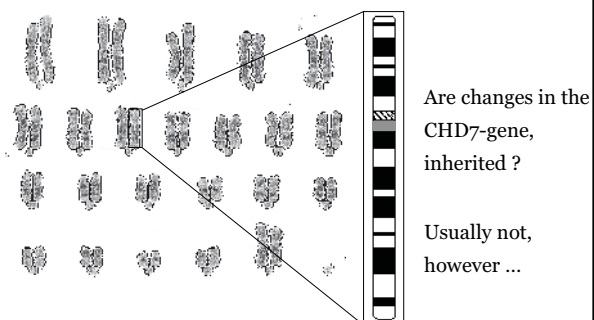 Are changes in the
CHD7-gene,
inherited ?
Usually not,
however ...